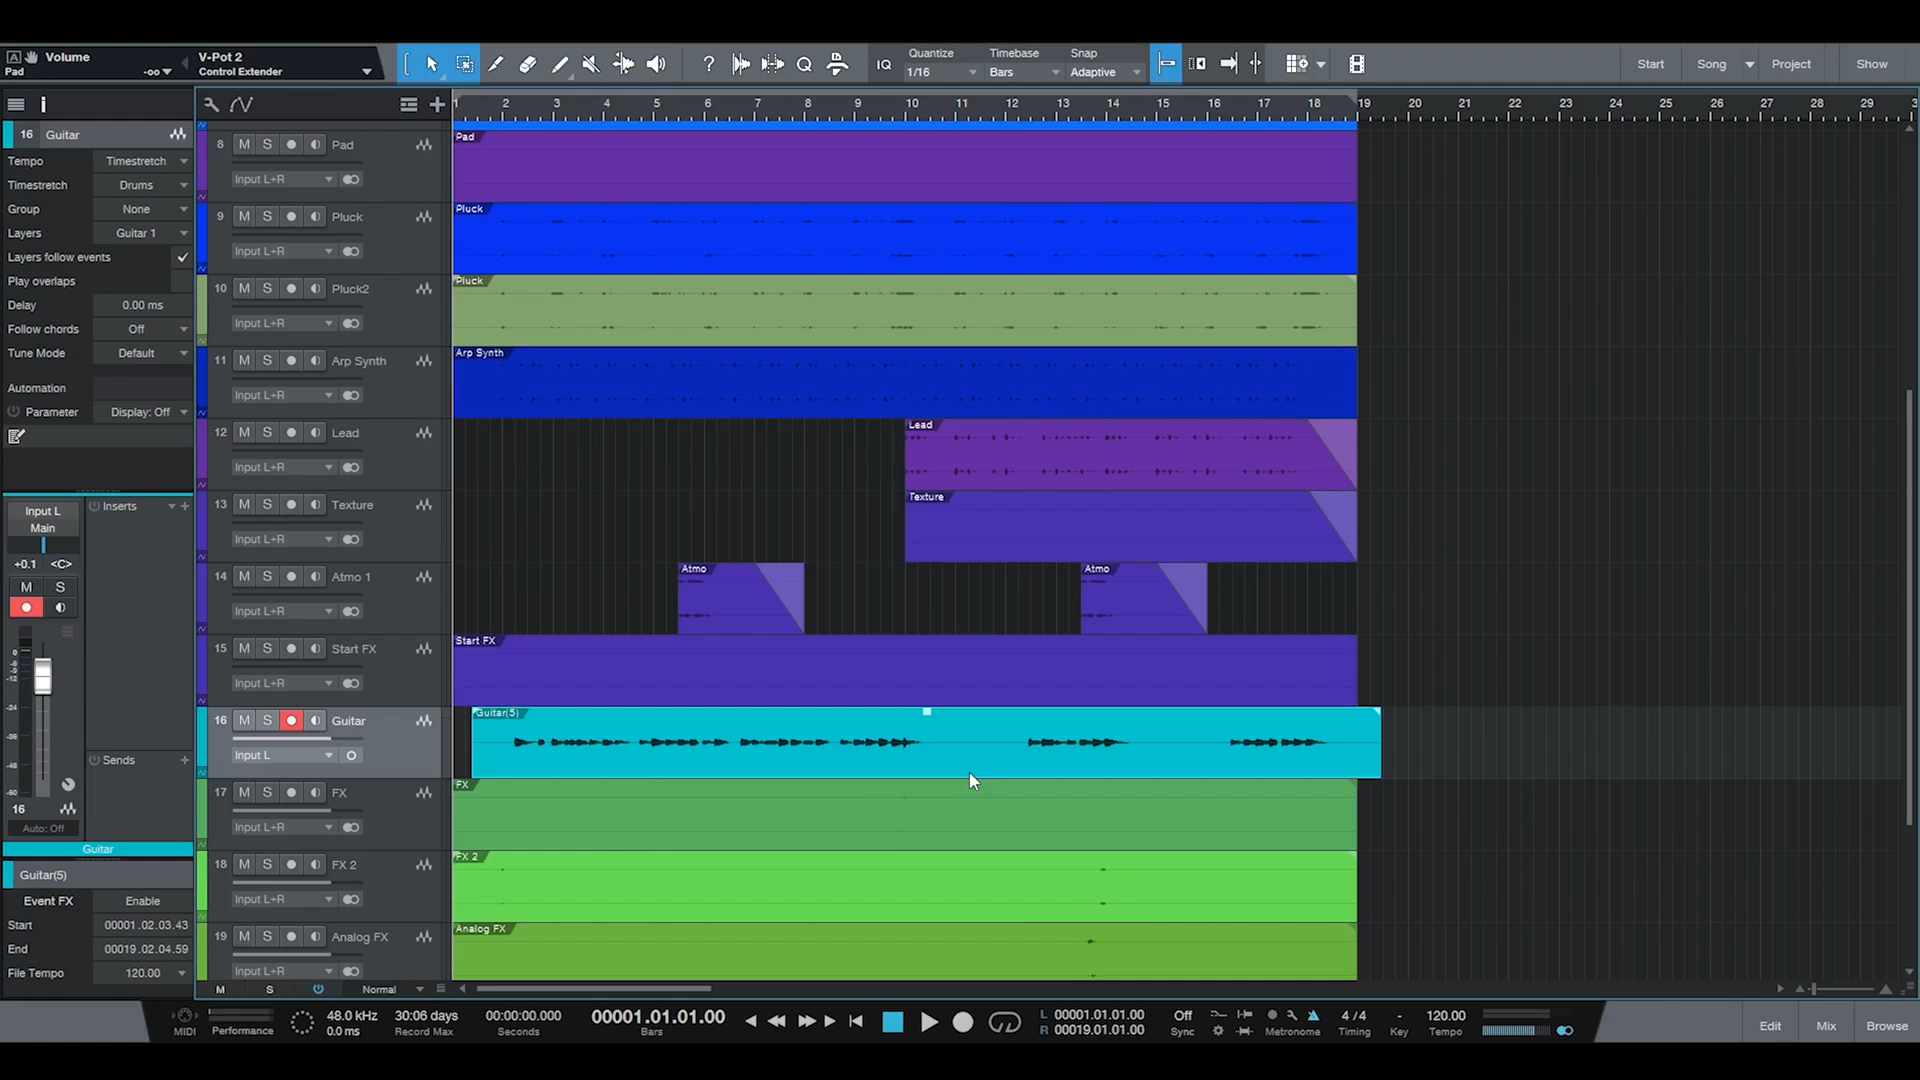 Volume
Pad
-oo
V-Pot 2
Control Extender
?
Q
IQ
Quantize
1/16
Timebase
Bars
Snap
Adaptive
Start
Song
Project
Show
i
1 2 3 4 5 6 7 8 9 10 11 12 13 14 15 16 17 18 19 20 21 22 23 24 25 26 27 28 29 3
16 Guitar
Tempo Timestretch
Timestretch Drums
Group None
Layers Guitar 1
Layers follow events
Play overlaps
Delay 0.00 ms
Follow chords Off
Tune Mode Default
Automation
Parameter Display: Off
Input L
Main
+0.1 <C>
M S
Inserts
0
-6
-9
-12
-24
-36
-48
-60
Sends
16
Auto: Off
Guitar
Guitar(5)
Event FX Enable
Start 00001.02.03.43
End 00019.02.04.59
File Tempo 120.00
8 M S Pad
Input L+R
Pad
9 M S Pluck
Input L+R
Pluck
10 M S Pluck2
Input L+R
Pluck
11 M S Arp Synth
Input L+R
Arp Synth
12 M S Lead
Input L+R
Lead
13 M S Texture
Input L+R
Texture
14 M S Atmo 1
Input L+R
Atmo
Atmo
15 M S Start FX
Input L+R
Start FX
16 M S Guitar
Input L
Guitar(5)
17 M S FX
Input L+R
FX
18 M S FX 2
Input L+R
FX 2
19 M S Analog FX
Input L+R
Analog FX
M S Normal
MIDI
Performance
48.0 kHz
0.0 ms
30:06 days
Record Max
00:00:00.000
Seconds
00001.01.01.00
Bars
L 00001.01.01.00
R 00019.01.01.00
Off
Sync
Metronome
4 / 4
Timing
-
Key
120.00
Tempo
Edit
Mix
Browse